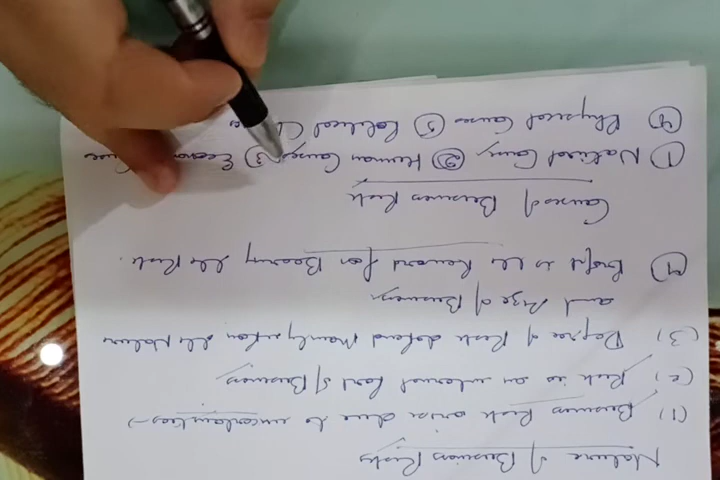 Nature of Business Risks
(1) Business Risk arise due to uncertainties →
(2) Risk is an internal part of Business
(3) Degree of Risk depend mainly upon the Nature
and Size of Business
(4) Profit is the Reward for Bearing the Risk.
Causes of Business Risk
(1) Natural Causes (2) Human Causes (3)
(4) Physical Causes (5) Political